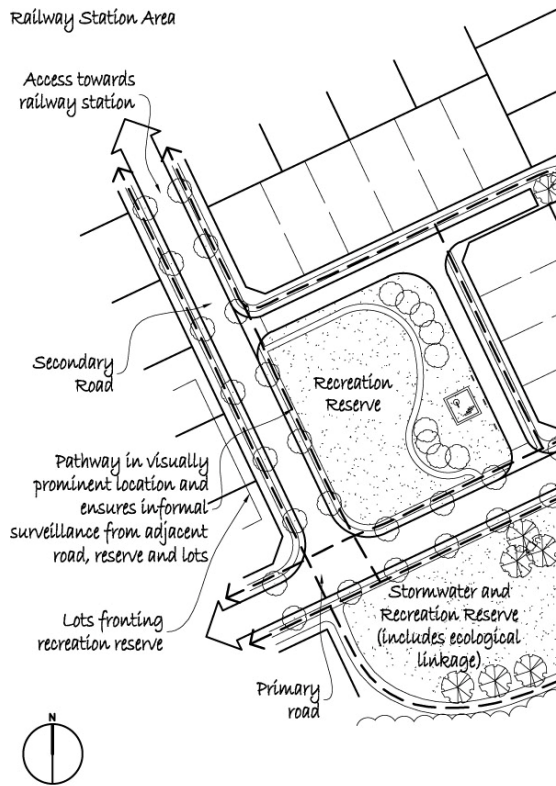 Railway Station Area
Access towards
railway station
Secondary
Road
Recreation
Reserve
Pathway in visually
prominent location and
ensures informal
surveillance from adjacent
road, reserve and lots
Lots fronting
recreation reserve
Stormwater and
Recreation Reserve
(includes ecological
linkage)
Primary
road
N